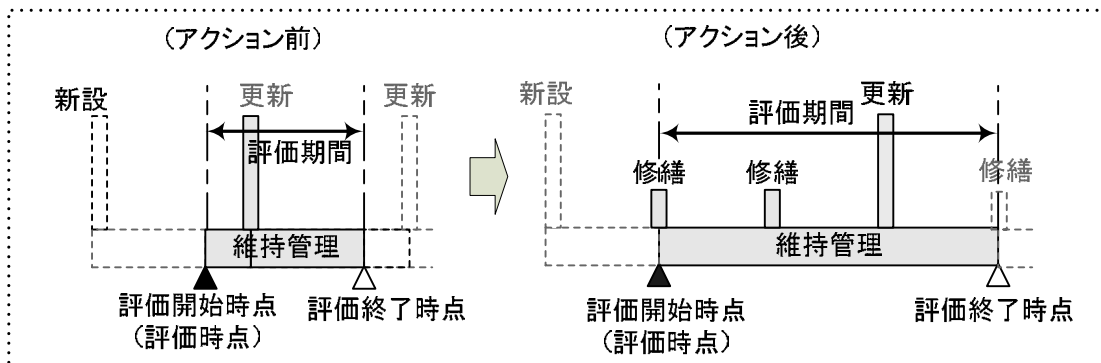 （アクション前）
新設
更新
更新
評価期間
維持管理
評価開始時点
（評価時点）
評価終了時点
（アクション後）
新設
評価期間
更新
修繕
修繕
修繕
維持管理
評価開始時点
（評価時点）
評価終了時点